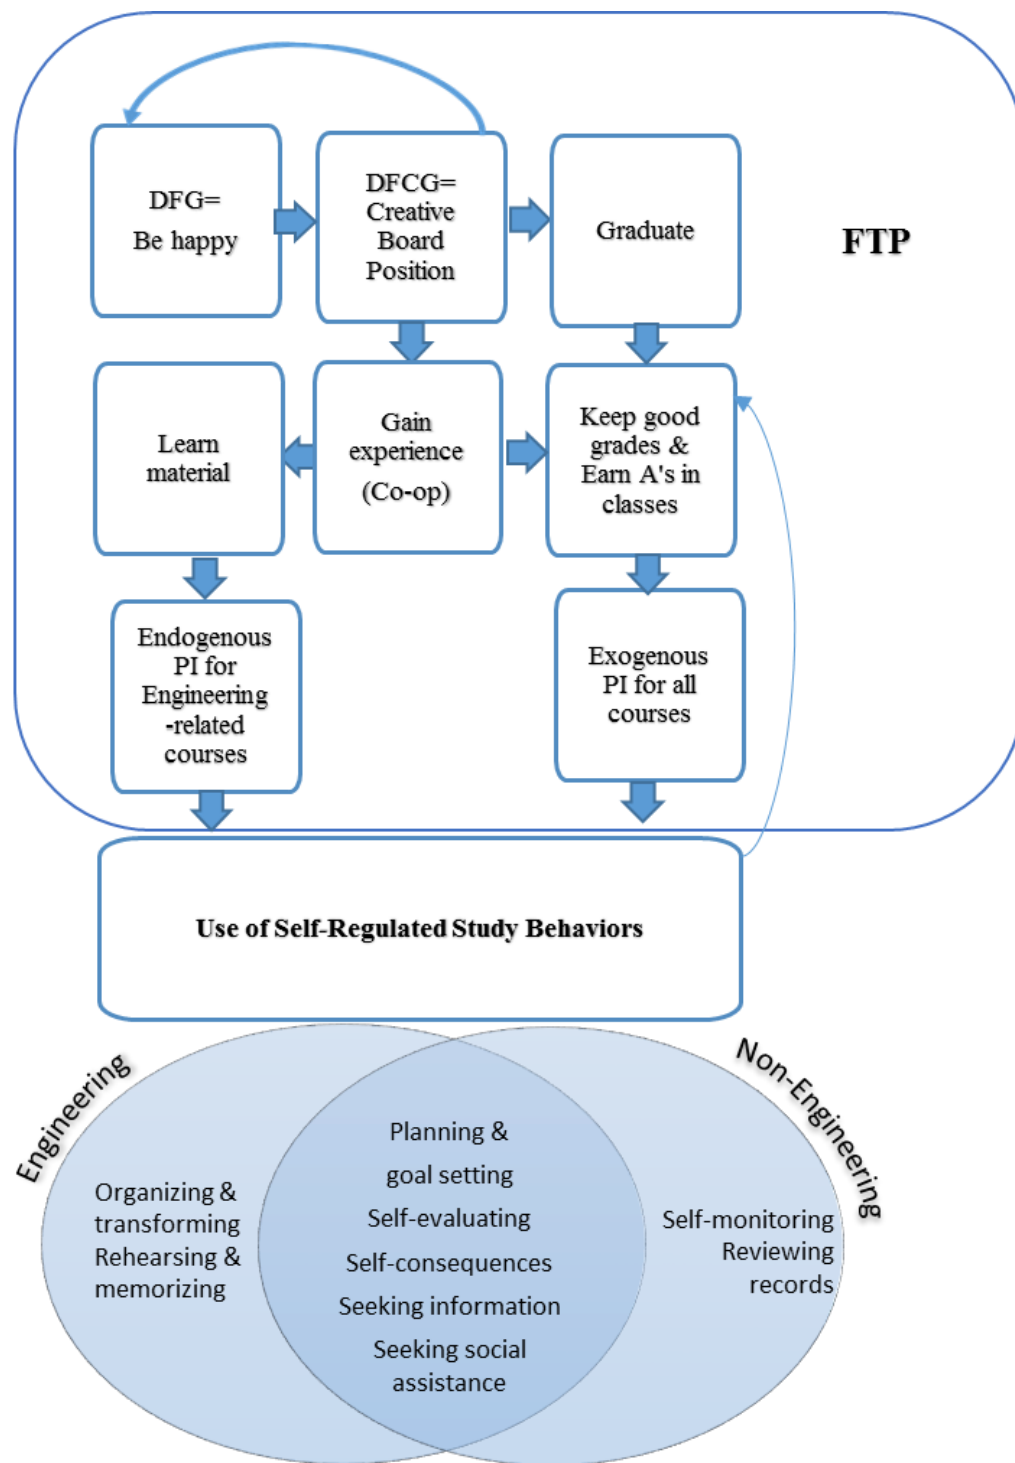 DFG=
Be happy
DFCG=
Creative
Board
Position
Graduate
FTP
Learn
material
Gain
experience
(Co-op)
Keep good
grades &
Earn A's in
classes
Endogenous
PI for
Engineering
-related
courses
Exogenous
PI for all
courses
Use of Self-Regulated Study Behaviors
Engineering
Non-Engineering
Organizing &
transforming
Rehearsing &
memorizing
Planning &
goal setting
Self-evaluating
Self-consequences
Seeking information
Seeking social
assistance
Self-monitoring
Reviewing
records